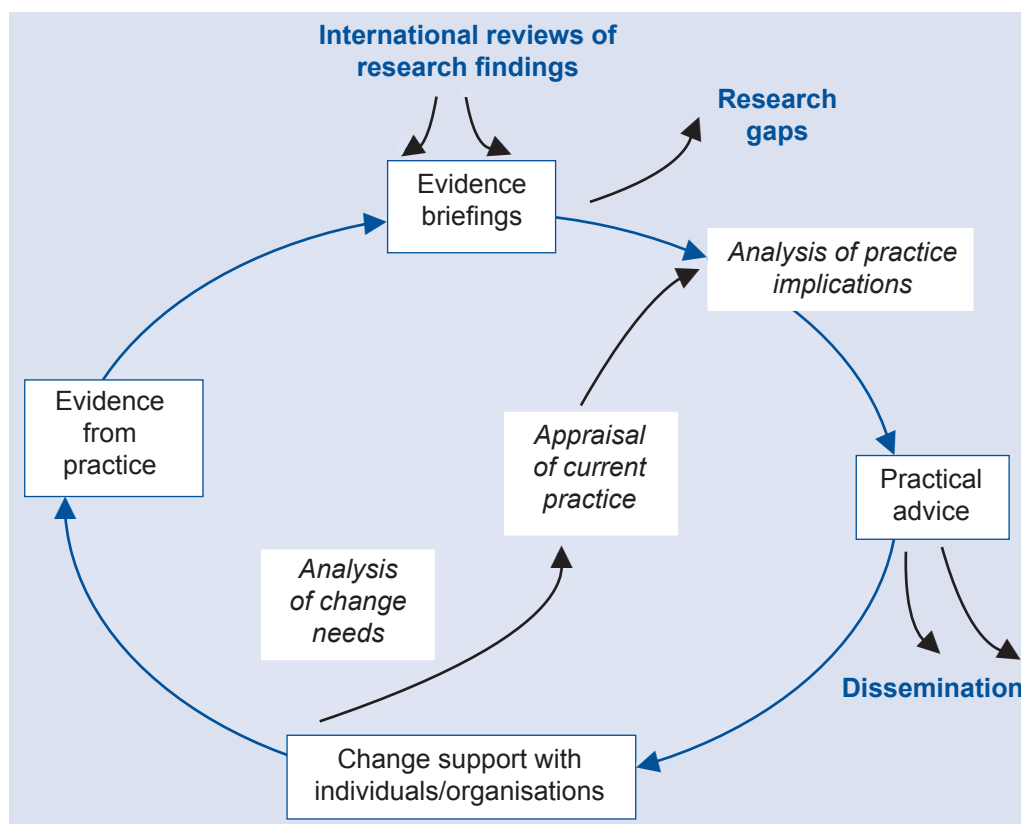 International reviews of
research findings
Research
gaps
Evidence
briefings
Analysis of practice
implications
Evidence
from
practice
Appraisal
of current
practice
Practical
advice
Analysis
of change
needs
Dissemination
Change support with
individuals/organisations